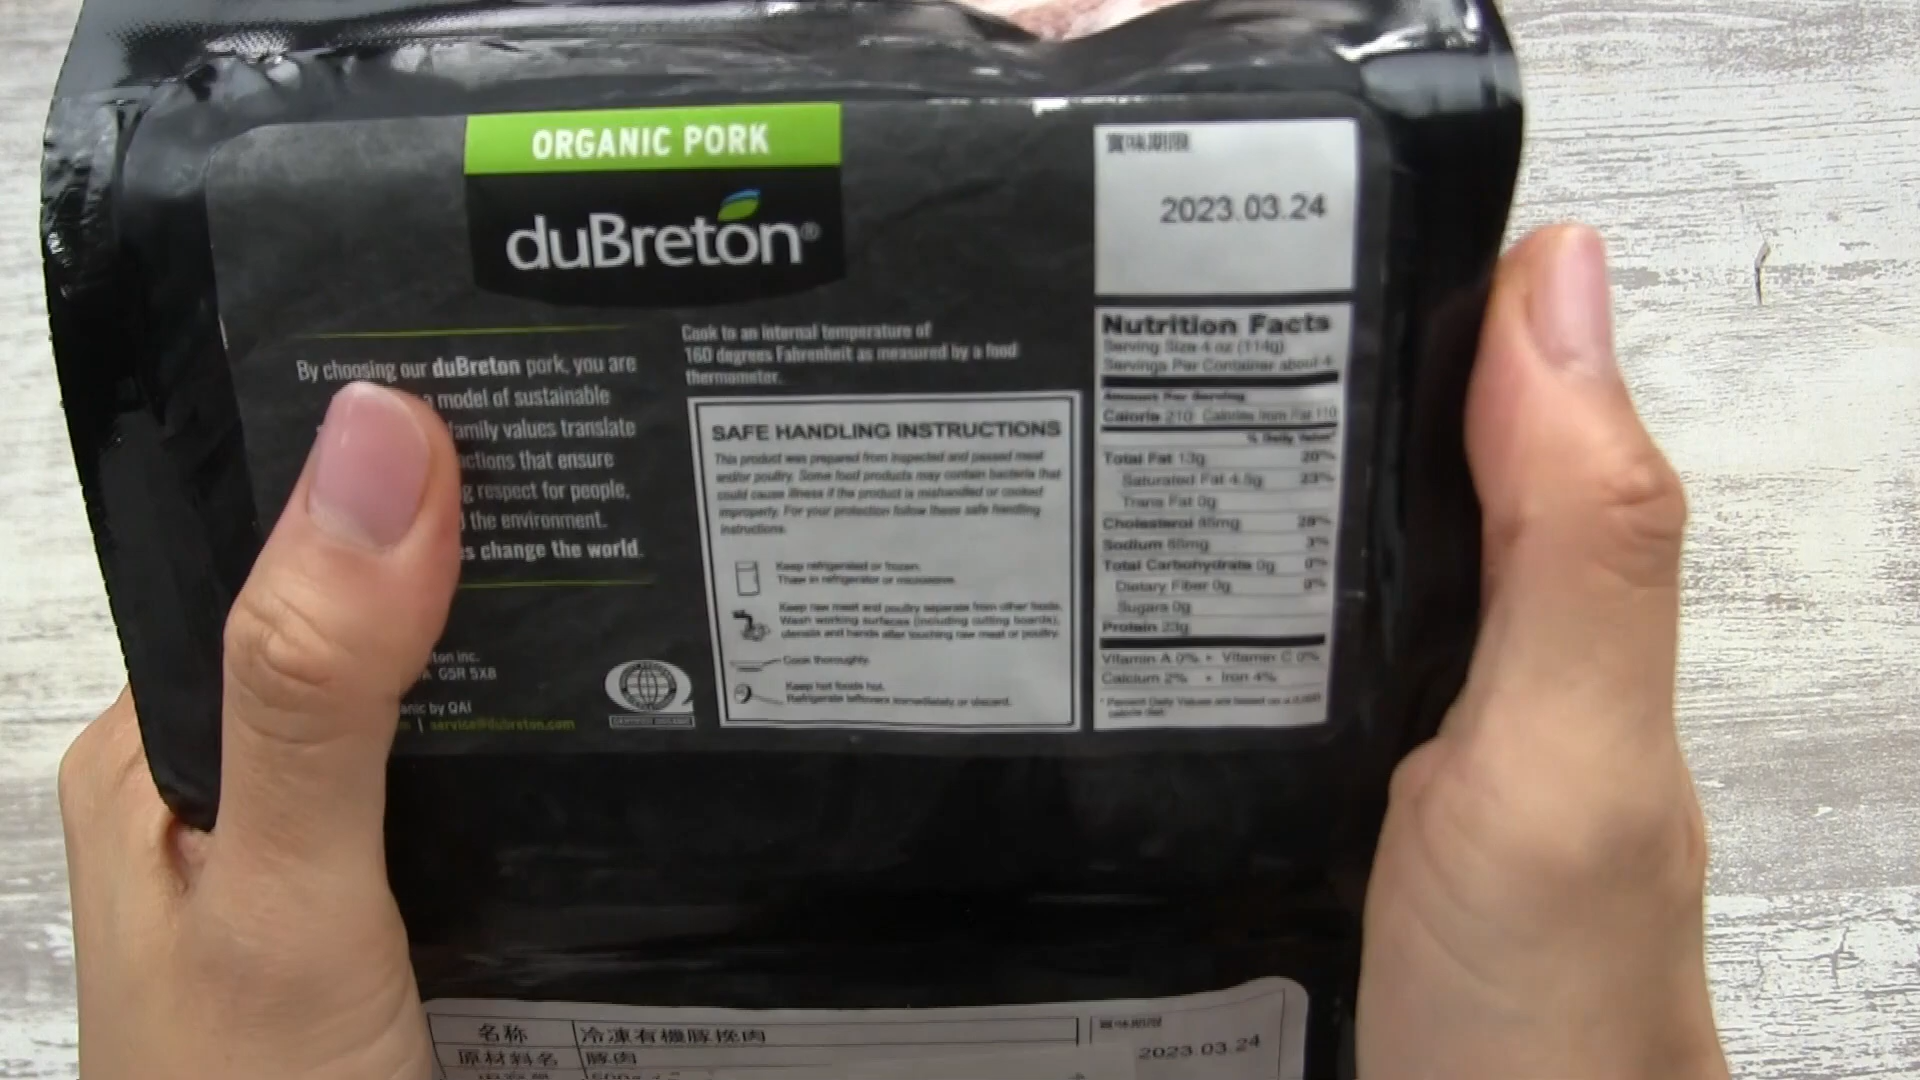 ORGANIC PORK
duBreton®
By choosing our duBreton pork, you are
a model of sustainable
family values translate
actions that ensure
g respect for people,
the environment.
s change the world.
ton inc.
G5R 5X8
anic by QAI
| service@dubreton.com
CERTIFIED ORGANIC
Cook to an internal temperature of
160 degrees Fahrenheit as measured by a food
thermometer.
SAFE HANDLING INSTRUCTIONS
This product was prepared from inspected and passed meat
and/or poultry. Some food products may contain bacteria that
could cause illness if the product is mishandled or cooked
improperly. For your protection follow these safe handling
instructions.
Keep refrigerated or frozen.
Thaw in refrigerator or microwave.
Keep raw meat and poultry separate from other foods.
Wash working surfaces (including cutting boards),
utensils and hands after touching raw meat or poultry.
Cook thoroughly.
Keep hot foods hot.
Refrigerate leftovers immediately or discard.
賞味期限
2023.03.24
Nutrition Facts
Serving Size 4 oz (114g)
Servings Per Container about 4
Amount Per Serving
Calorie 210 Calories from Fat 110
% Daily Value*
Total Fat 13g 20%
Saturated Fat 4.5g 23%
Trans Fat 0g
Cholesterol 85mg 28%
Sodium 65mg 3%
Total Carbohydrate 0g 0%
Dietary Fiber 0g 0%
Sugars 0g
Protein 23g
Vitamin A 0% • Vitamin C 0%
Calcium 2% • Iron 4%
* Percent Daily Values are based on a 2,000
calorie diet.
名称 冷凍有機豚挽肉
原材料名 豚肉
賞味期限
2023.03.24